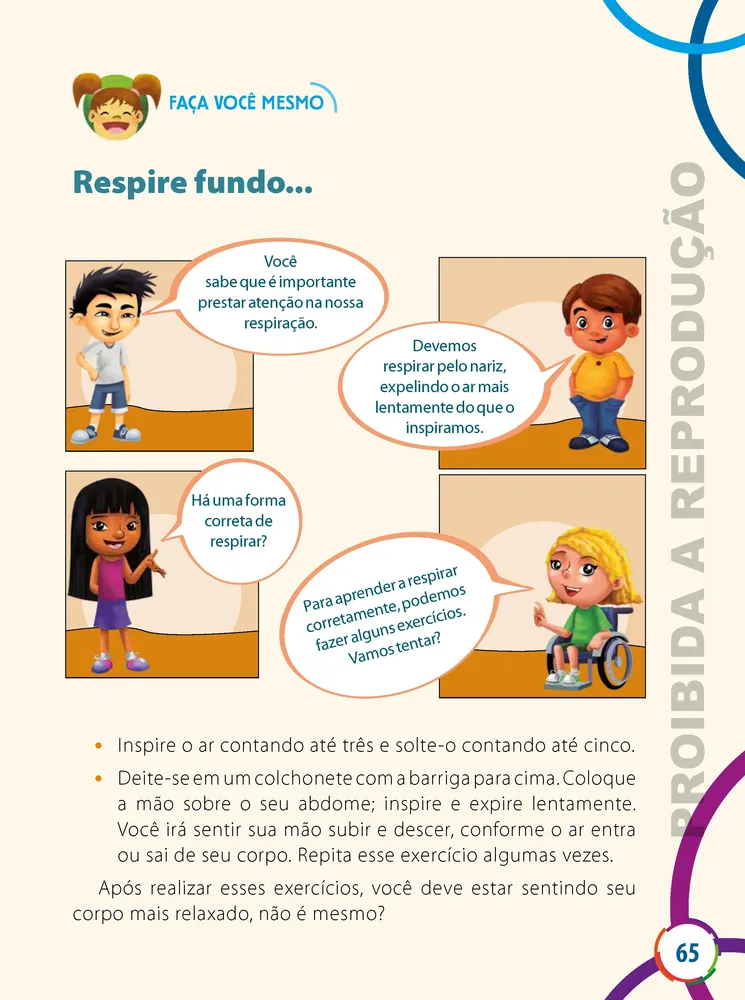 FAÇA VOCÊ MESMO
Respire fundo...
Você
sabe que é importante
prestar atenção na nossa
respiração.
Devemos
respirar pelo nariz,
expelindo o ar mais
lentamente do que o
inspiramos.
Há uma forma
correta de
respirar?
Para aprender a respirar
corretamente, podemos
fazer alguns exercícios.
Vamos tentar?
• Inspire o ar contando até três e solte-o contando até cinco.
• Deite-se em um colchonete com a barriga para cima. Coloque
a mão sobre o seu abdome; inspire e expire lentamente.
Você irá sentir sua mão subir e descer, conforme o ar entra
ou sai de seu corpo. Repita esse exercício algumas vezes.
Após realizar esses exercícios, você deve estar sentindo seu
corpo mais relaxado, não é mesmo?
PROIBIDA A REPRODUÇÃO
65